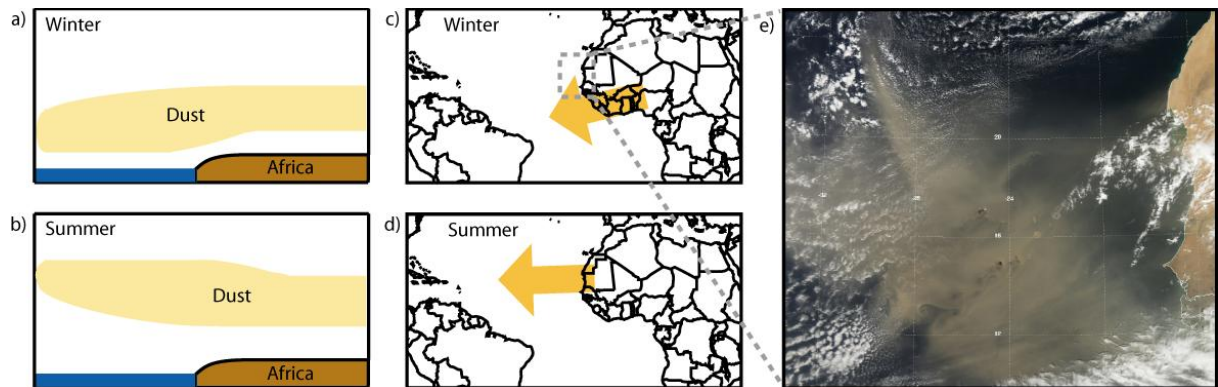 a) Winter
Dust
Africa
b) Summer
Dust
Africa
c) Winter
d) Summer
e)